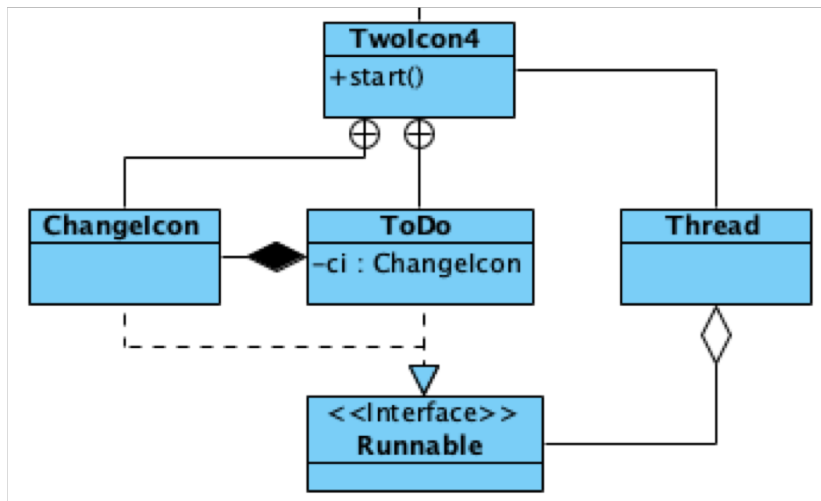 TwoIcon4
+start()
ChangeIcon
ToDo
-ci : ChangeIcon
Thread
<<Interface>>
Runnable